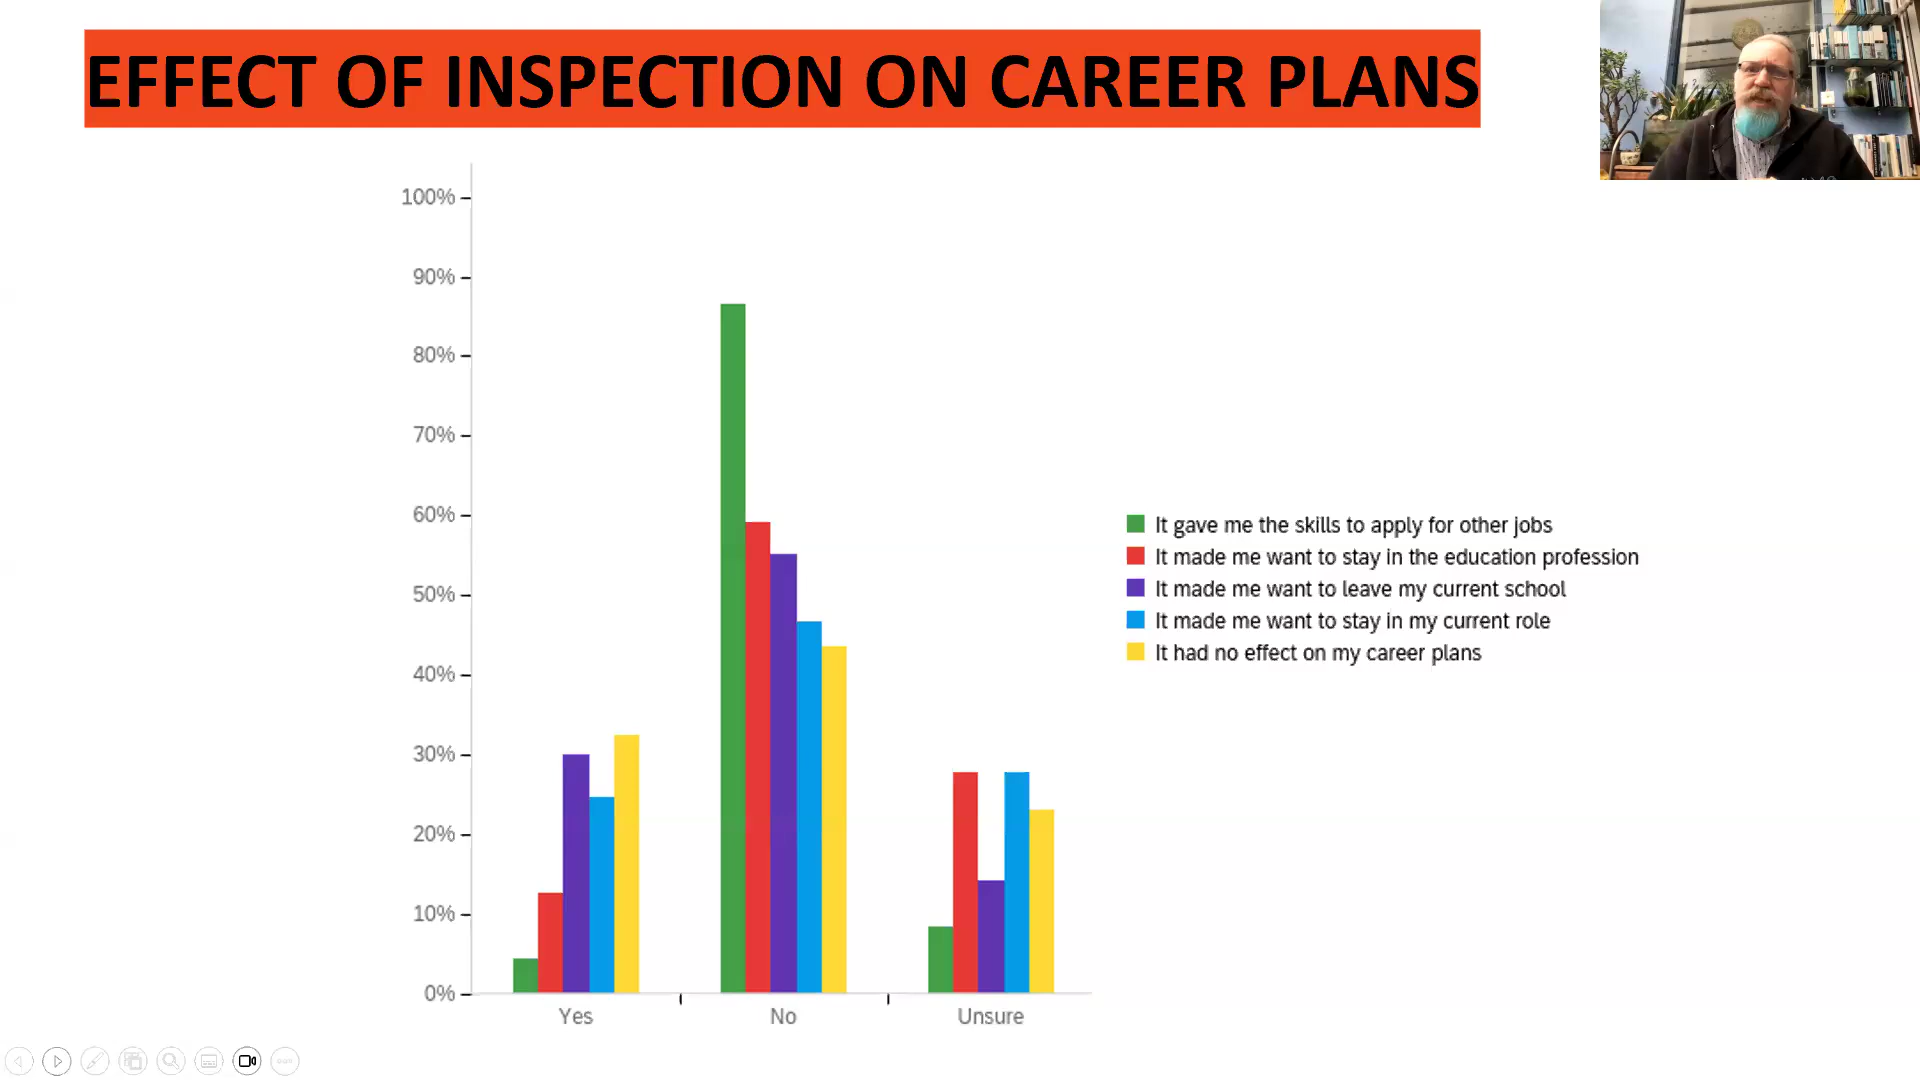 EFFECT OF INSPECTION ON CAREER PLANS
100%
90%
80%
70%
60%
50%
40%
30%
20%
10%
0%
Yes
No
Unsure
It gave me the skills to apply for other jobs
It made me want to stay in the education profession
It made me want to leave my current school
It made me want to stay in my current role
It had no effect on my career plans